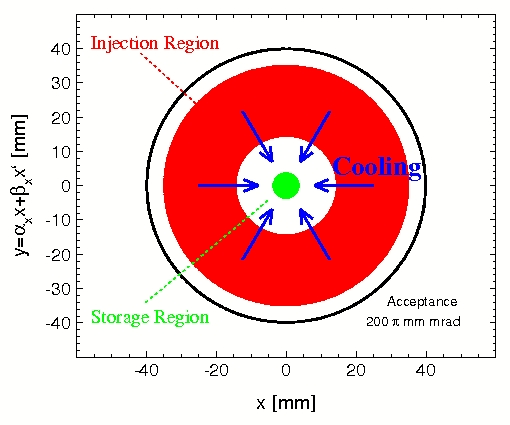 40
Injection Region
30
20
10
Cooling
0
y=αₓx+βₓx' [mm]
-10
-20
-30
Storage Region
Acceptance
-40
200 π mm mrad
-40
-20
0
20
40
x [mm]